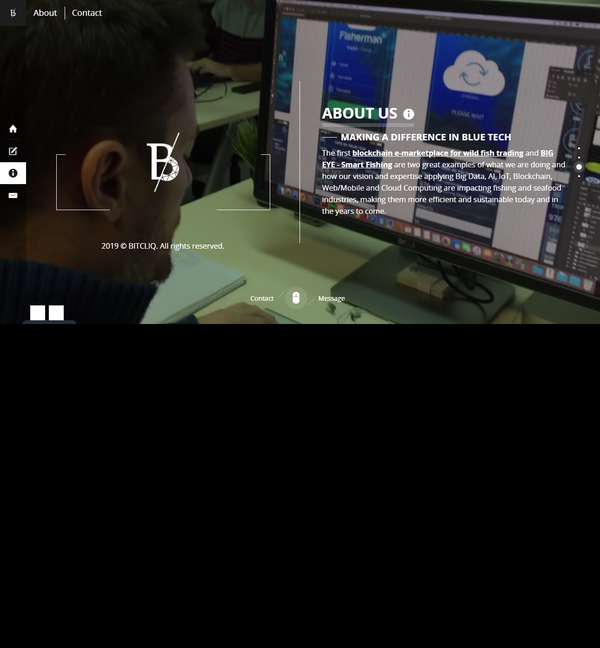 About
Contact
Fisherman
PLEASE WAIT
ABOUT US
MAKING A DIFFERENCE IN BLUE TECH
The first blockchain e-marketplace for wild fish trading and BIG
EYE - Smart Fishing are two great examples of what we are doing and
how our vision and expertise applying Big Data, AI, IoT, Blockchain,
Web/Mobile and Cloud Computing are impacting fishing and seafood
industries, making them more efficient and sustainable today and in
the years to come.
2019 © BITCLIQ. All rights reserved.
Contact
Message